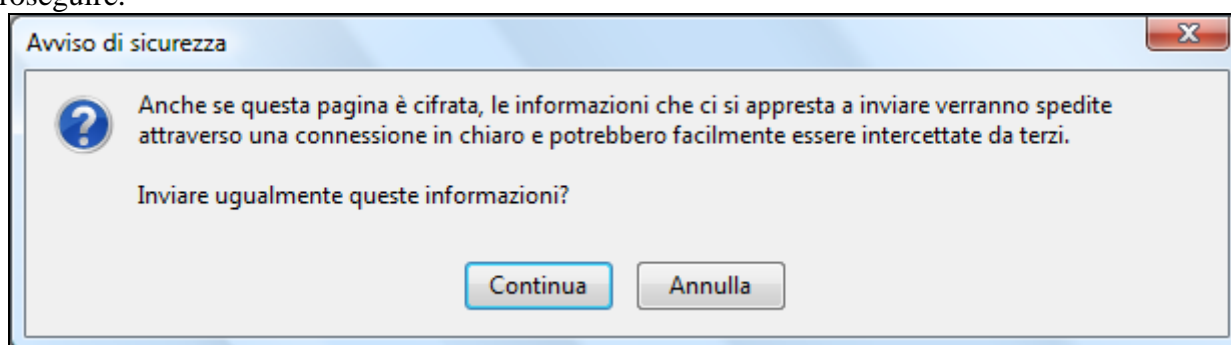 roseguire.
Avviso di sicurezza
Anche se questa pagina è cifrata, le informazioni che ci si appresta a inviare verranno spedite
attraverso una connessione in chiaro e potrebbero facilmente essere intercettate da terzi.
Inviare ugualmente queste informazioni?
Continua
Annulla